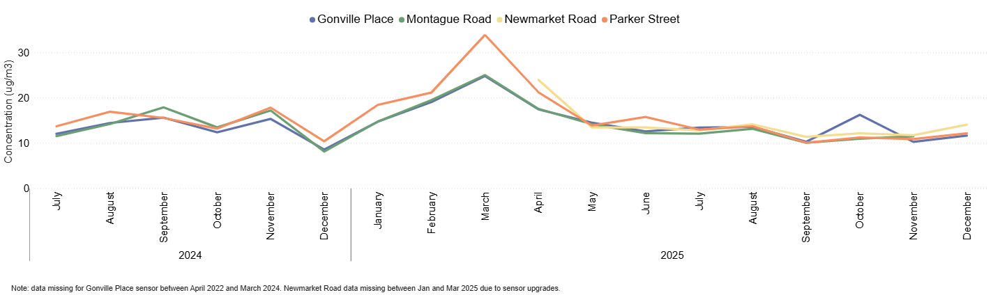 Gonville Place Montague Road Newmarket Road Parker Street
Concentration (ug/m3)
30
20
10
0
July
August
September
October
November
December
January
February
March
April
May
June
July
August
September
October
November
December
2024
2025
Note: data missing for Gonville Place sensor between April 2022 and March 2024. Newmarket Road data missing between Jan and Mar 2025 due to sensor upgrades.